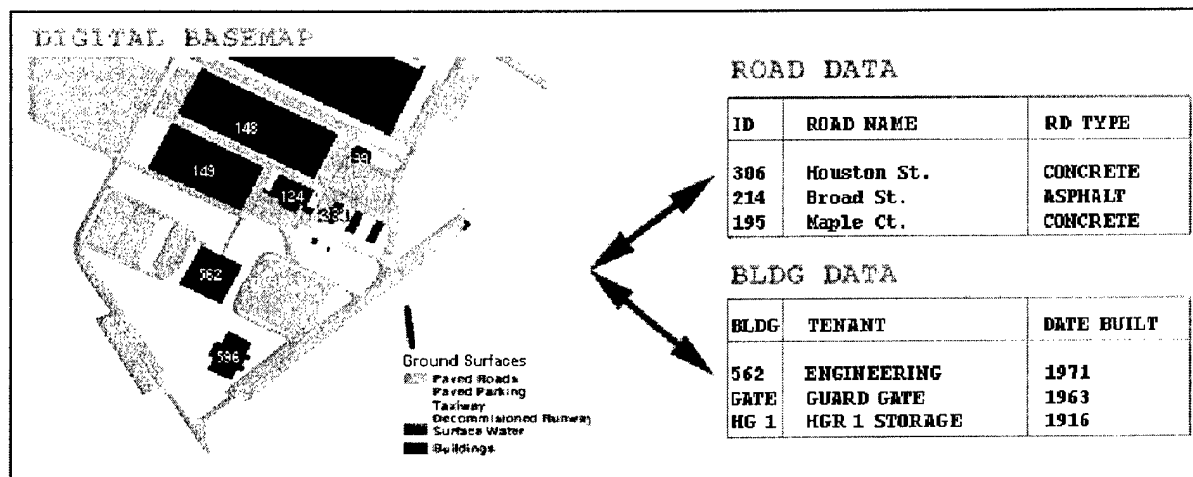 DIGITAL BASEMAP
148
149
124
562
596
Ground Surfaces
Paved Roads
Paved Parking
Taxiway
Decommisioned Runway
Surface Water
Buildings
ROAD DATA
ID ROAD NAME RD TYPE
306 Houston St. CONCRETE
214 Broad St. ASPHALT
195 Maple Ct. CONCRETE
BLDG DATA
BLDG TENANT DATE BUILT
562 ENGINEERING 1971
GATE GUARD GATE 1963
HG 1 HGR 1 STORAGE 1916